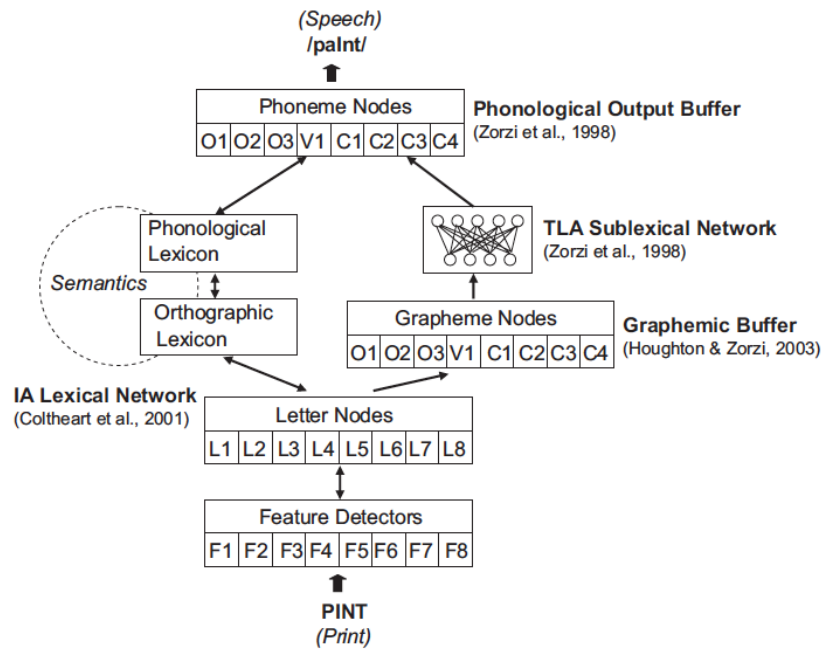 (Speech)
/paInt/
Phoneme Nodes
O1 O2 O3 V1 C1 C2 C3 C4
Phonological Output Buffer
(Zorzi et al., 1998)
Phonological
Lexicon
Semantics
Orthographic
Lexicon
TLA Sublexical Network
(Zorzi et al., 1998)
Grapheme Nodes
O1 O2 O3 V1 C1 C2 C3 C4
Graphemic Buffer
(Houghton & Zorzi, 2003)
IA Lexical Network
(Coltheart et al., 2001)
Letter Nodes
L1 L2 L3 L4 L5 L6 L7 L8
Feature Detectors
F1 F2 F3 F4 F5 F6 F7 F8
PINT
(Print)